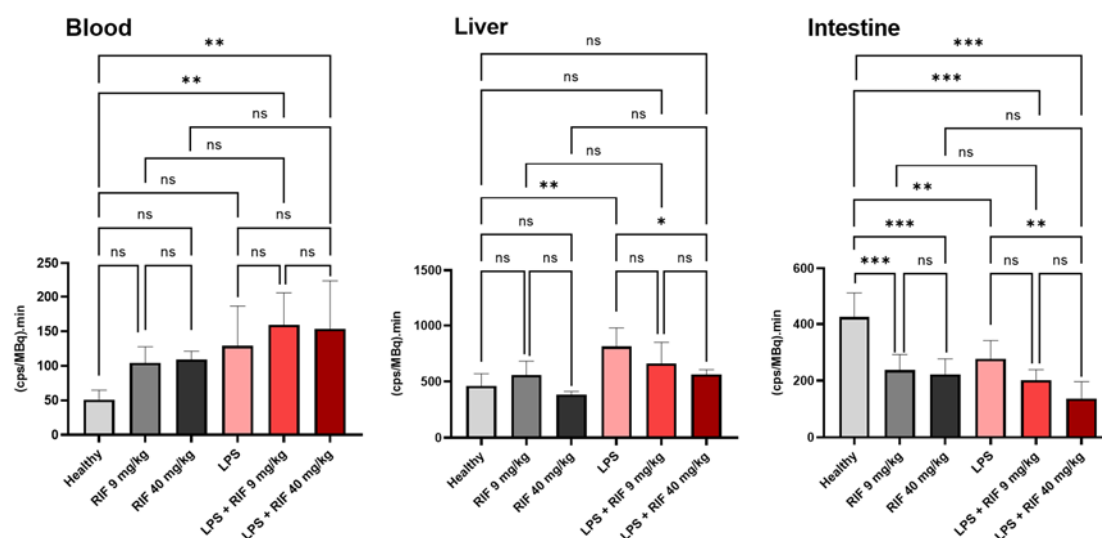 Blood
**
**
ns
ns
ns
ns
ns
ns
ns
ns
ns
(cps/MBq).min
250
200
150
100
50
0
Healthy
RIF 9 mg/kg
RIF 40 mg/kg
LPS
LPS + RIF 9 mg/kg
LPS + RIF 40 mg/kg
Liver
ns
ns
ns
ns
**
ns
*
ns
ns
ns
ns
(cps/MBq).min
1500
1000
500
0
Healthy
RIF 9 mg/kg
RIF 40 mg/kg
LPS
LPS + RIF 9 mg/kg
LPS + RIF 40 mg/kg
Intestine
***
***
ns
ns
**
***
**
***
ns
ns
ns
(cps/MBq).min
600
400
200
0
Healthy
RIF 9 mg/kg
RIF 40 mg/kg
LPS
LPS + RIF 9 mg/kg
LPS + RIF 40 mg/kg